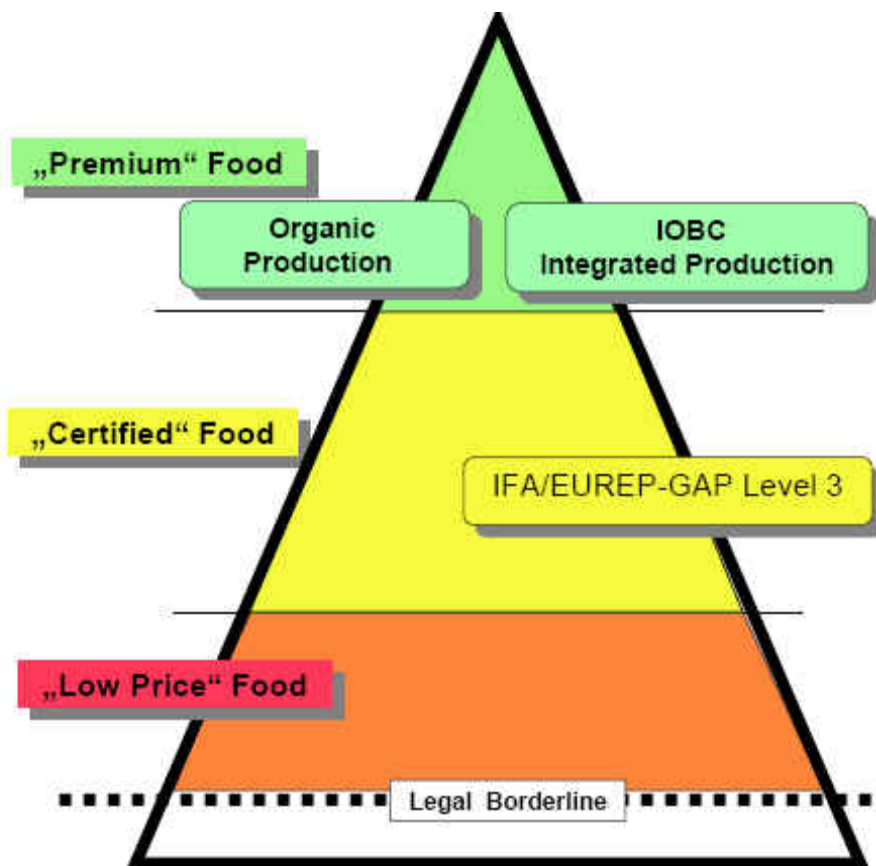 „Premium“ Food
Organic
Production
IOBC
Integrated Production
„Certified“ Food
IFA/EUREP-GAP Level 3
„Low Price“ Food
Legal Borderline